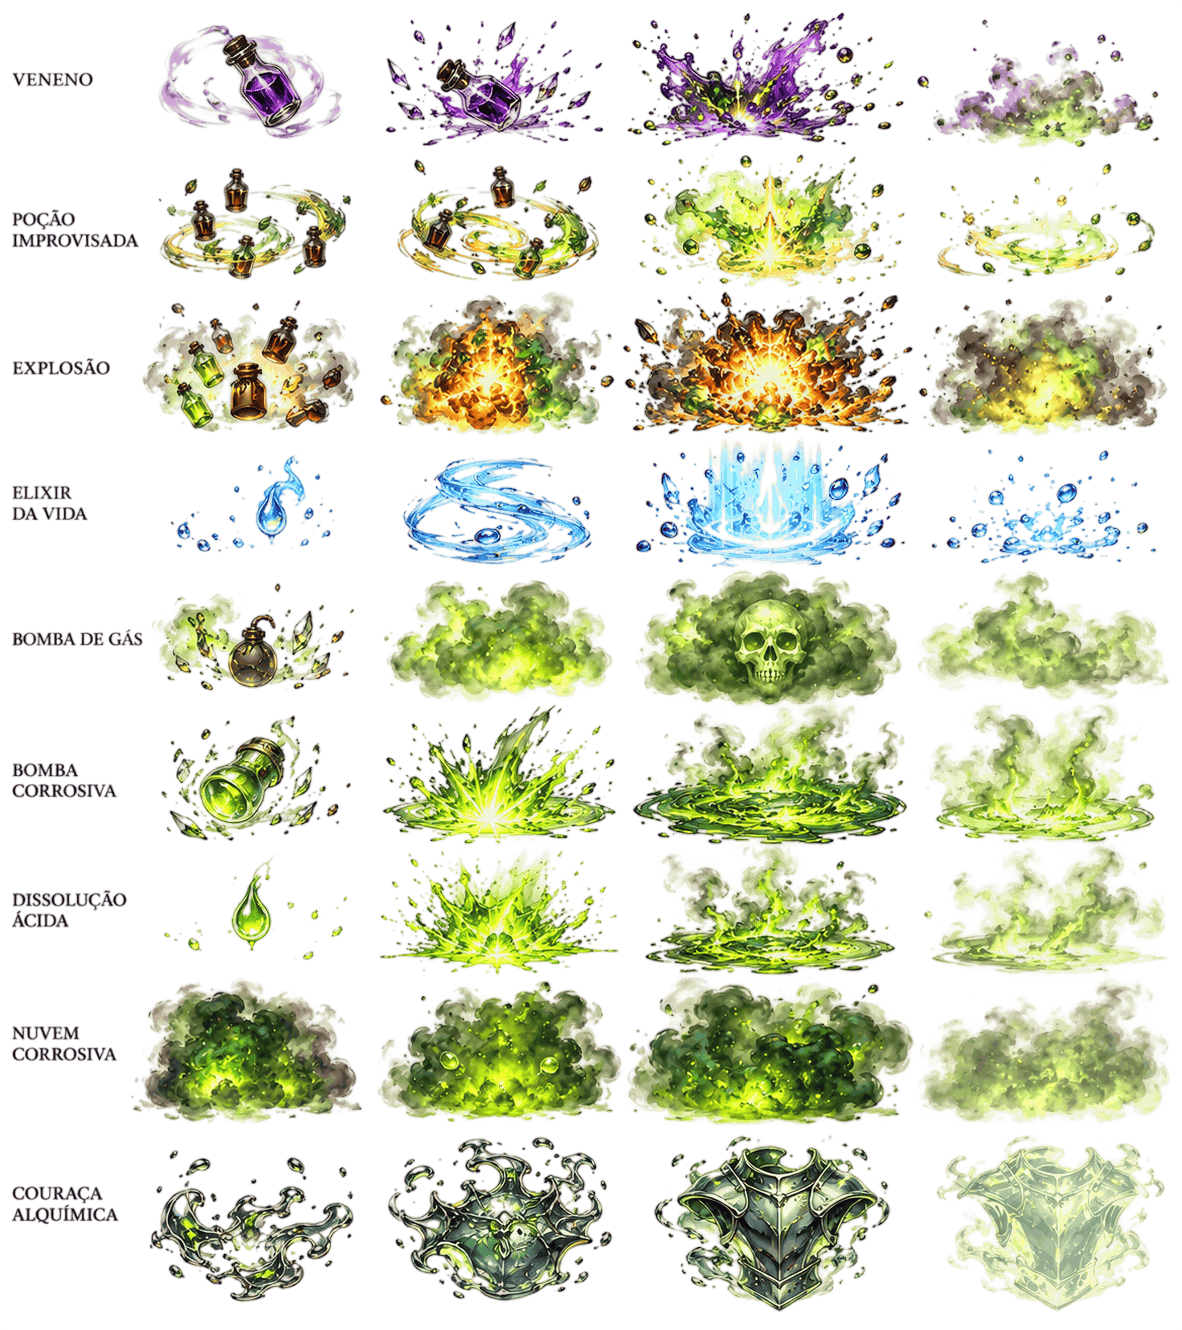 VENENO
POÇÃO
IMPROVISADA
EXPLOSÃO
ELIXIR
DA VIDA
BOMBA DE GÁS
BOMBA
CORROSIVA
DISSOLUÇÃO
ÁCIDA
NUVEM
CORROSIVA
COURAÇA
ALQUÍMICA